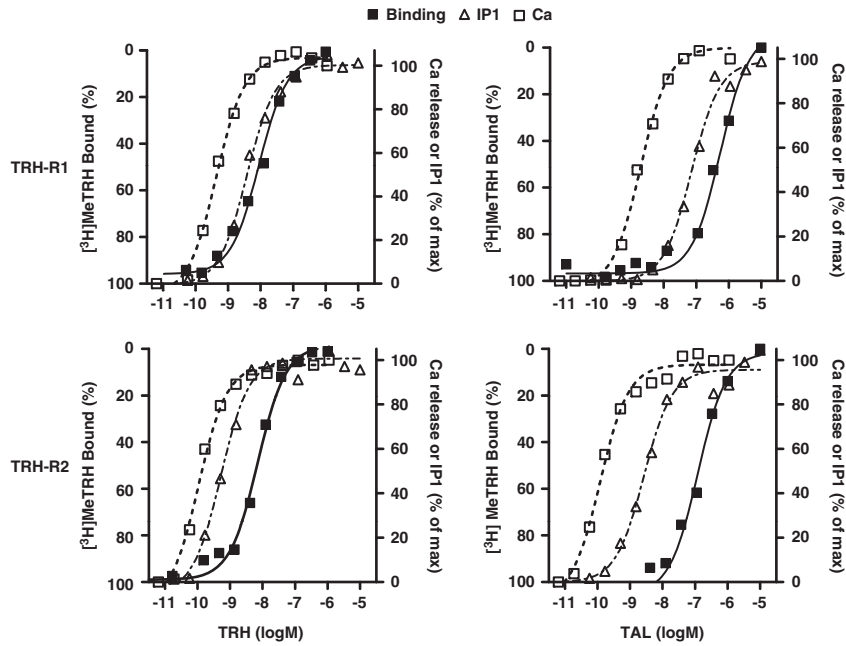 Binding IP1 Ca
TRH-R1
[³H]MeTRH Bound (%)
0
20
40
60
80
100
-11 -10 -9 -8 -7 -6 -5
100
80
60
40
20
0
Ca release or IP1 (% of max)
[³H]MeTRH Bound (%)
0
20
40
60
80
100
-11 -10 -9 -8 -7 -6 -5
100
80
60
40
20
0
Ca release or IP1 (% of max)
TRH-R2
[³H]MeTRH Bound (%)
0
20
40
60
80
100
-11 -10 -9 -8 -7 -6 -5
TRH (logM)
100
80
60
40
20
0
Ca release or IP1 (% of max)
[³H] MeTRH Bound (%)
0
20
40
60
80
100
-11 -10 -9 -8 -7 -6 -5
TAL (logM)
100
80
60
40
20
0
Ca release or IP1 (% of max)